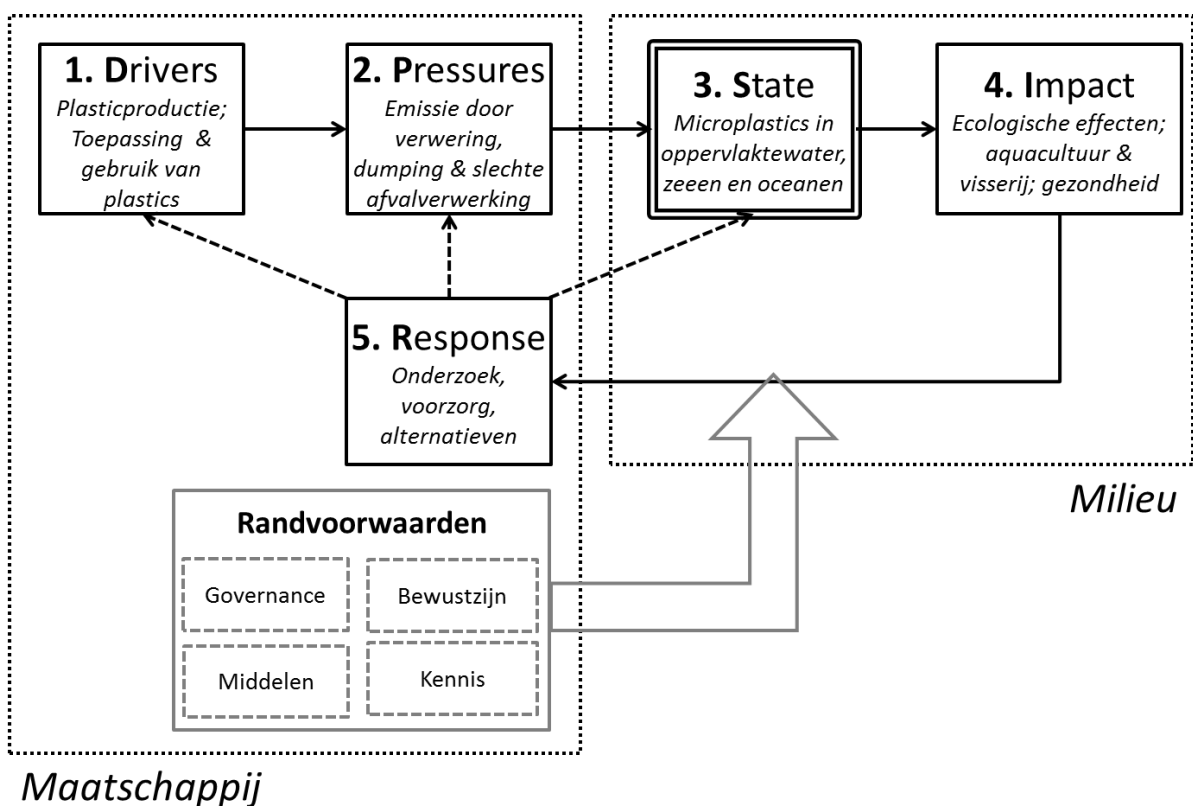 1. Drivers
Plasticproductie;
Toepassing &
gebruik van
plastics
2. Pressures
Emissie door
verwering,
dumping & slechte
afvalverwerking
3. State
Microplastics in
oppervlaktewater,
zeeen en oceanen
4. Impact
Ecologische effecten;
aquacultuur &
visserij; gezondheid
5. Response
Onderzoek,
voorzorg,
alternatieven
Milieu
Randvoorwaarden
Governance
Bewustzijn
Middelen
Kennis
Maatschappij